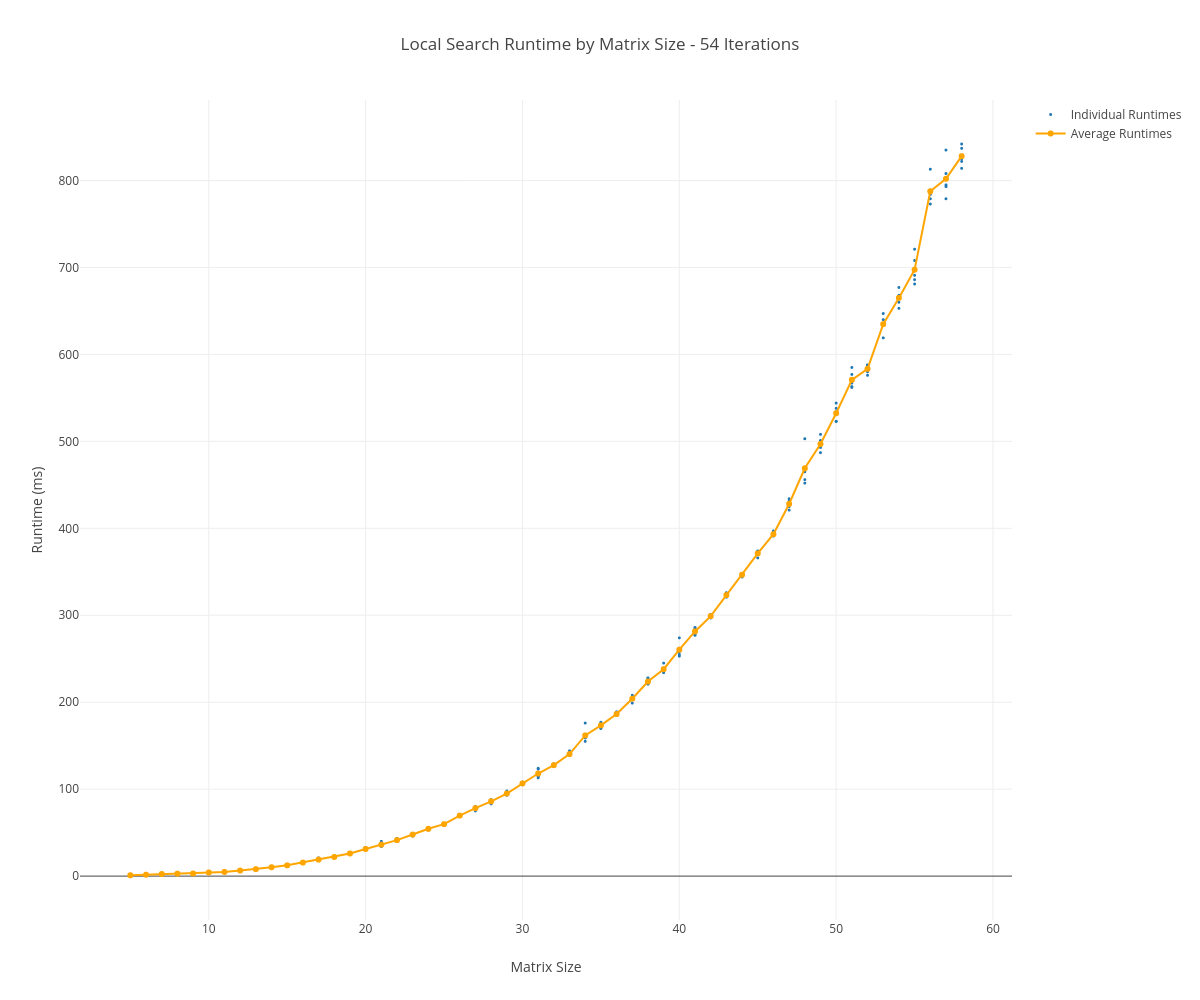 Local Search Runtime by Matrix Size - 54 Iterations
Individual Runtimes
Average Runtimes
800
700
600
500
400
300
200
100
0
Runtime (ms)
10 20 30 40 50 60
Matrix Size